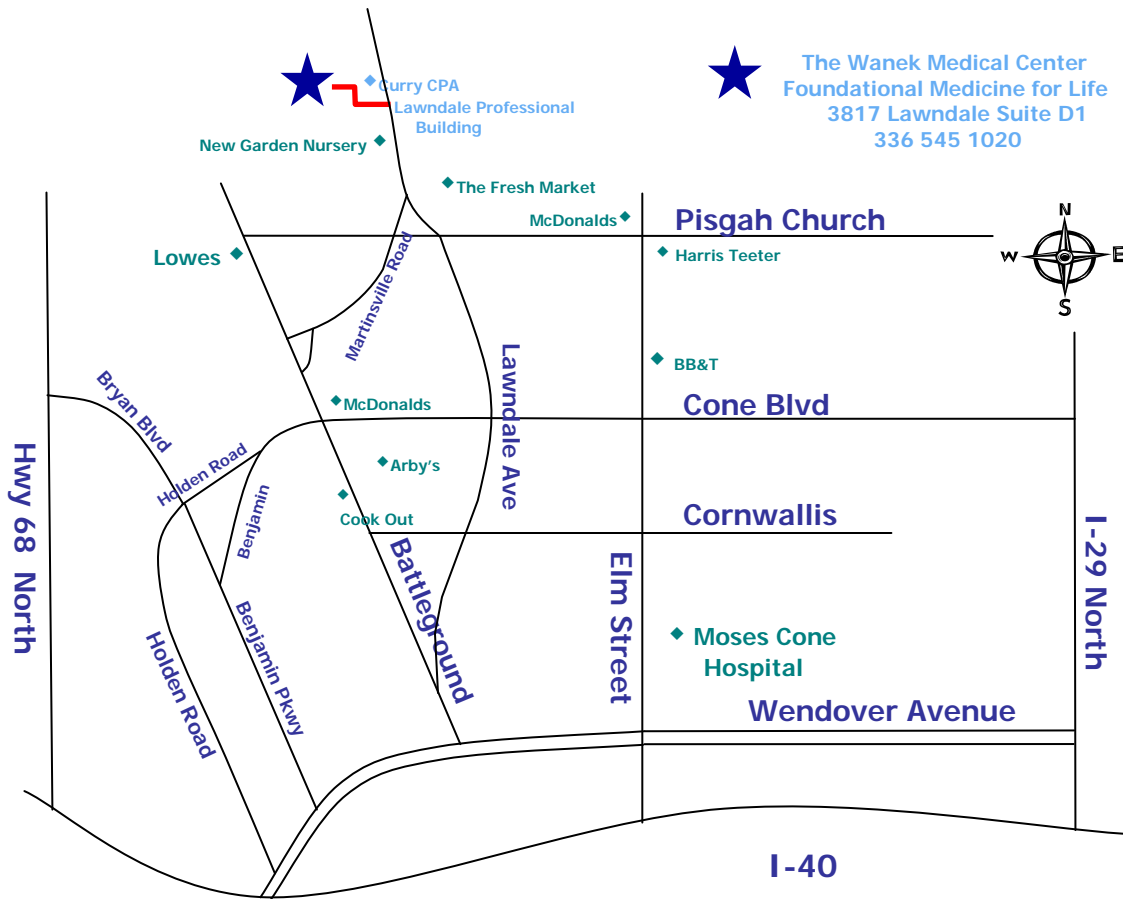 The Wanek Medical Center
Foundational Medicine for Life
3817 Lawndale Suite D1
336 545 1020
Curry CPA
Lawndale Professional
Building
New Garden Nursery
The Fresh Market
McDonalds
Pisgah Church
Harris Teeter
N
W
E
S
Lowes
Martinsville Road
Lawndale Ave
BB&T
Bryan Blvd
McDonalds
Cone Blvd
Hwy 68 North
Holden Road
Arby's
Benjamin
Cook Out
Cornwallis
Battleground
Elm Street
I-29 North
Benjamin Pkwy
Holden Road
Moses Cone
Hospital
Wendover Avenue
I-40